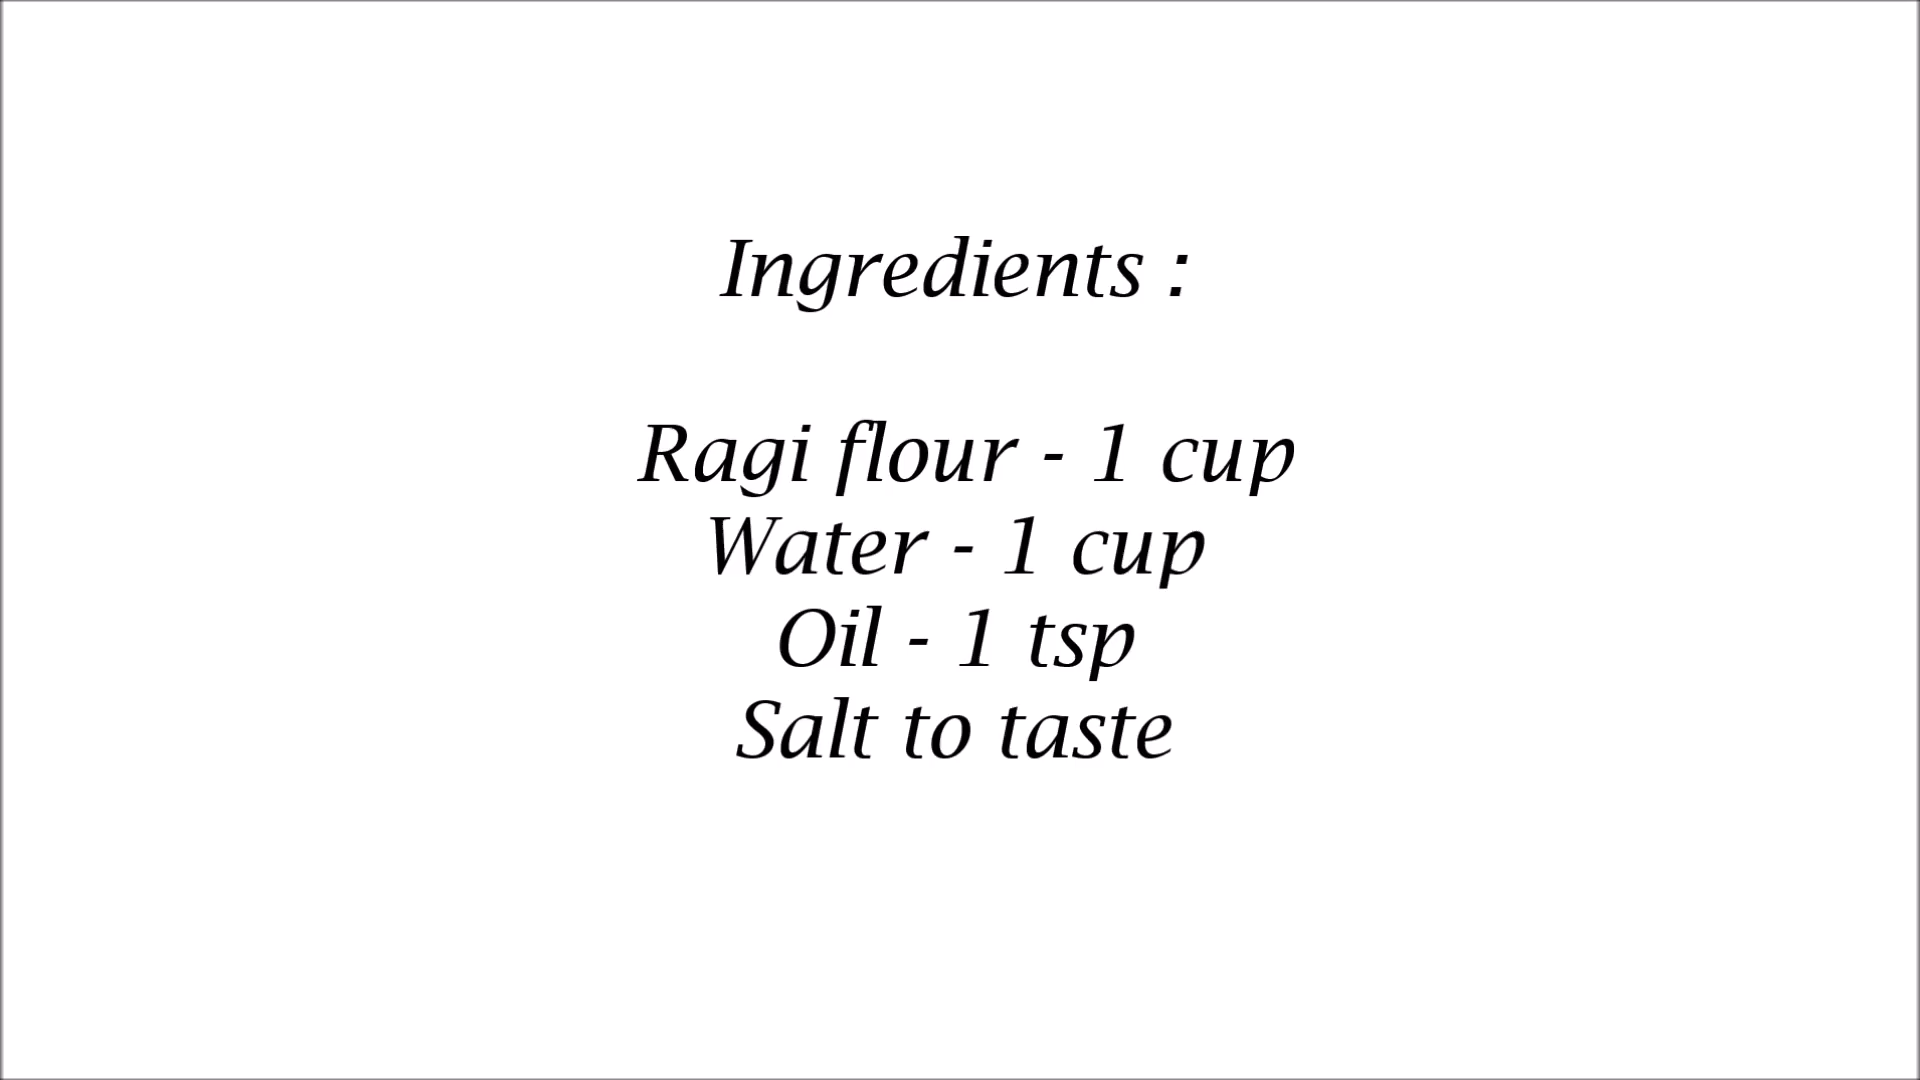 Ingredients :
Ragi flour - 1 cup
Water - 1 cup
Oil - 1 tsp
Salt to taste